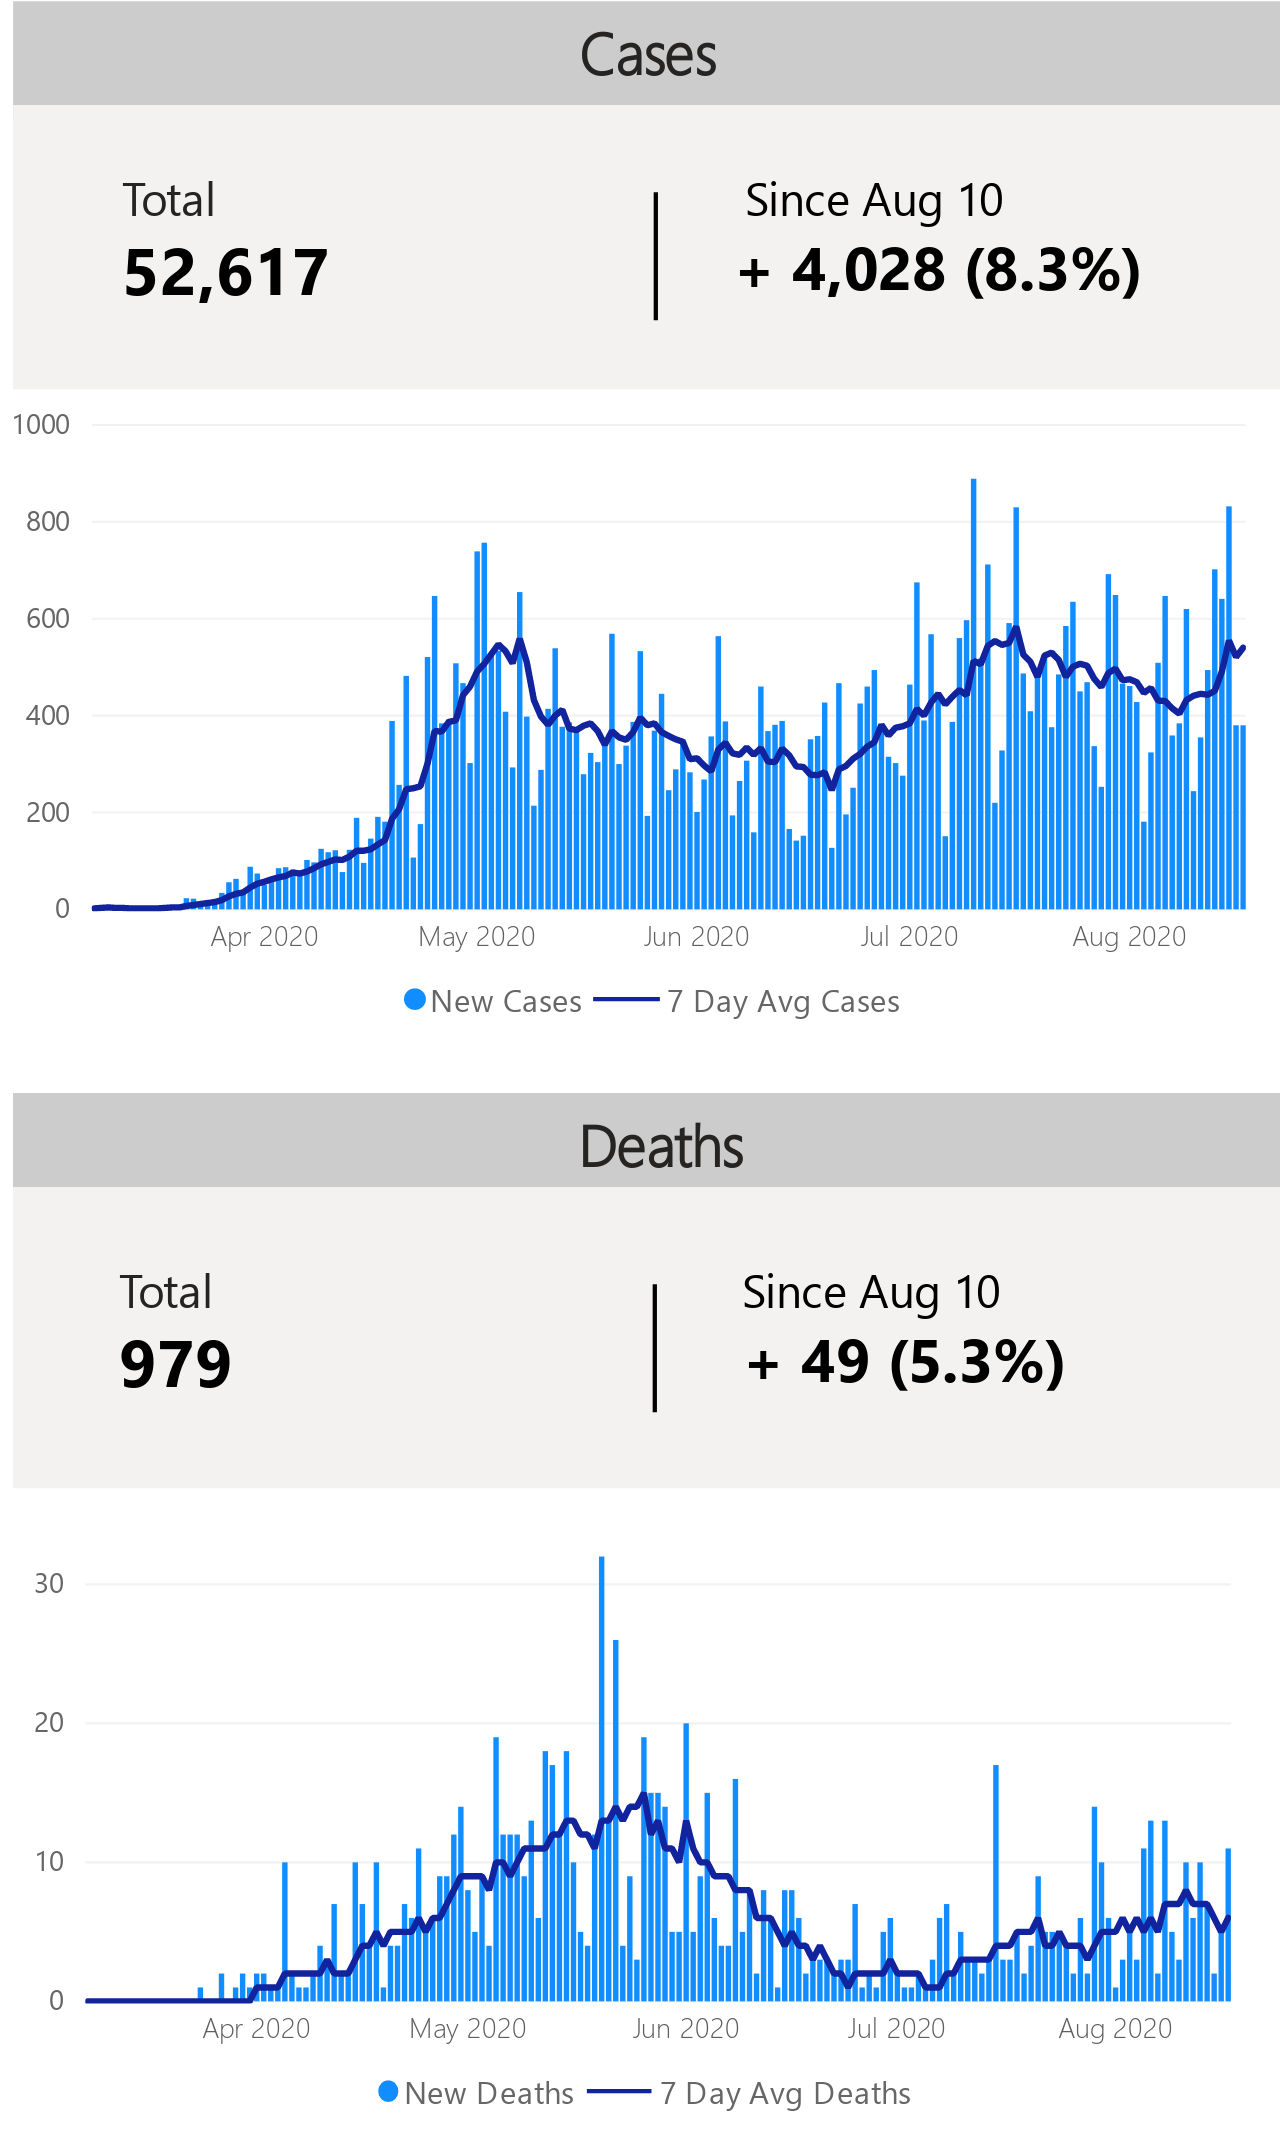 Cases
Total
Since Aug 10
52,617
+ 4,028 (8.3%)
1000
800
600
400
200
0
Apr 2020
May 2020
Jun 2020
Jul 2020
Aug 2020
New Cases
7 Day Avg Cases
Deaths
Total
Since Aug 10
979
+ 49 (5.3%)
30
20
10
0
Apr 2020
May 2020
Jun 2020
Jul 2020
Aug 2020
New Deaths
7 Day Avg Deaths